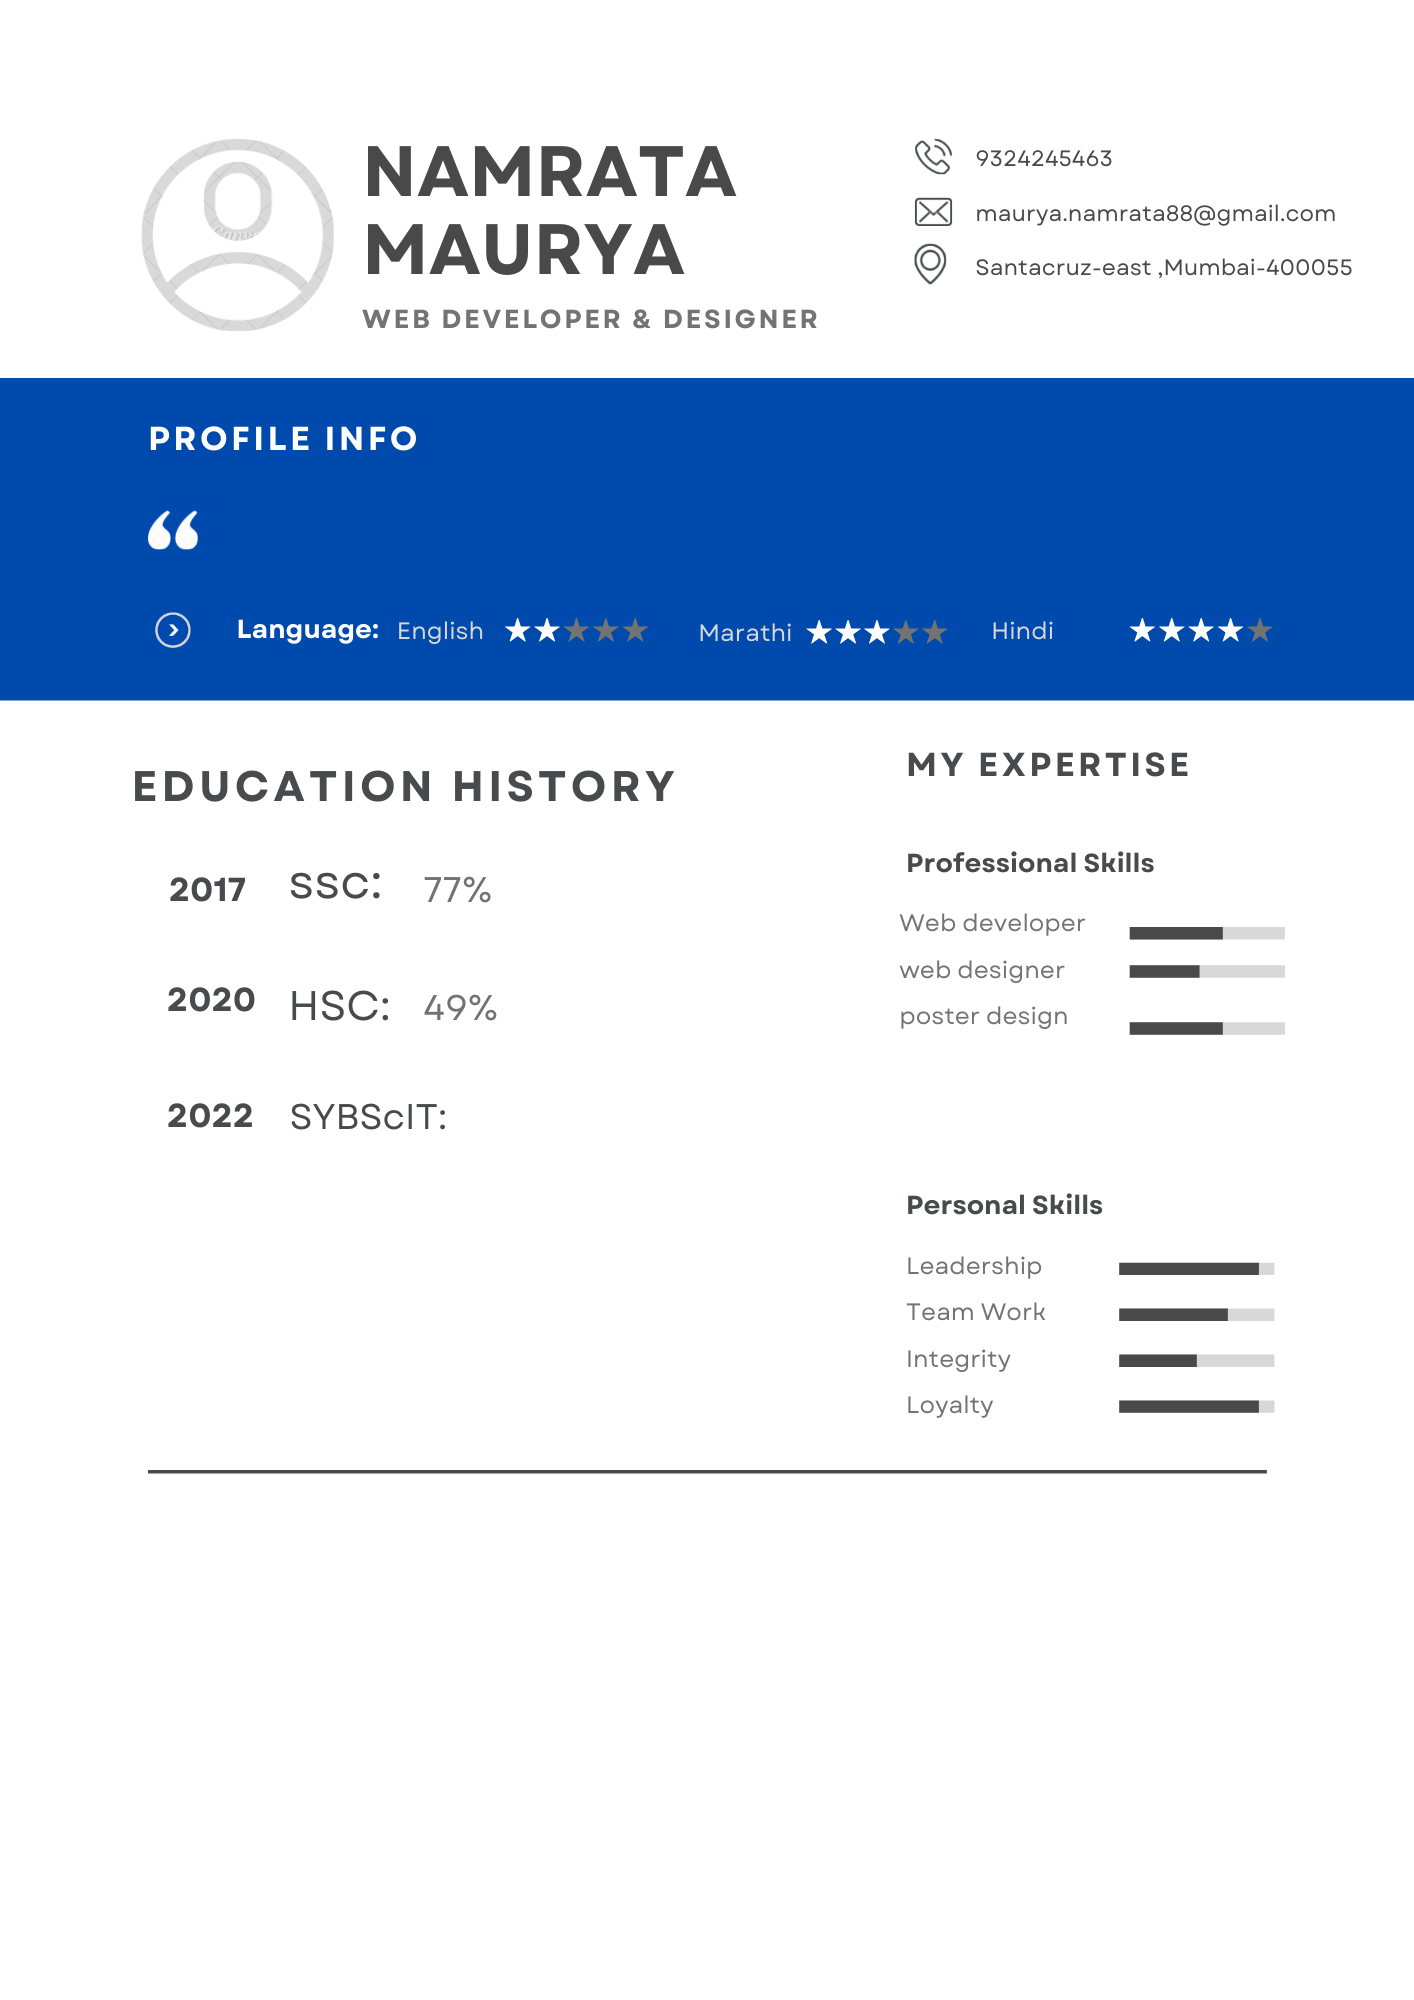 NAMRATA
MAURYA
WEB DEVELOPER & DESIGNER
9324245463
maurya.namrata88@gmail.com
Santacruz-east ,Mumbai-400055
PROFILE INFO
“
Language: English Marathi Hindi
EDUCATION HISTORY
2017 SSC: 77%
2020 HSC: 49%
2022 SYBScIT:
MY EXPERTISE
Professional Skills
Web developer
web designer
poster design
Personal Skills
Leadership
Team Work
Integrity
Loyalty